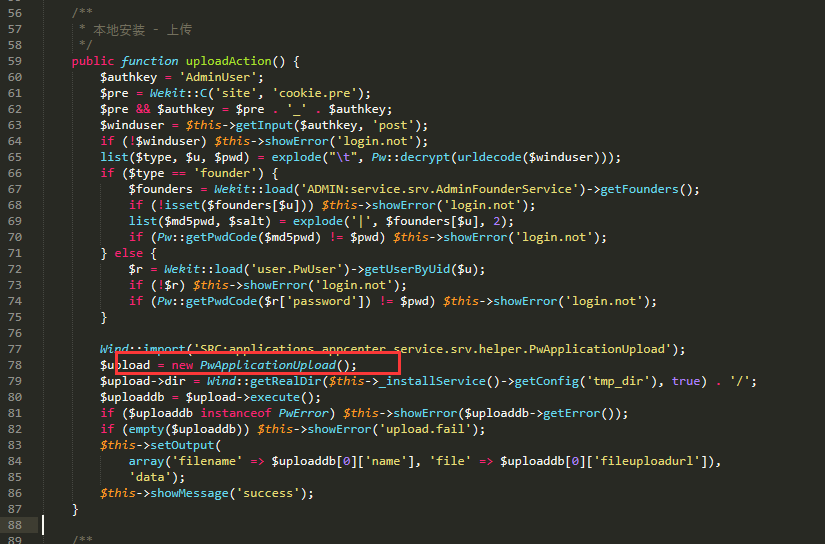 56 /**
57 * 本地安装 - 上传
58 */
59 public function uploadAction() {
60 $authkey = 'AdminUser';
61 $pre = Wekit::C('site', 'cookie.pre');
62 $pre && $authkey = $pre . '_' . $authkey;
63 $winduser = $this->getInput($authkey, 'post');
64 if (!$winduser) $this->showError('login.not');
65 list($type, $u, $pwd) = explode("\t", Pw::decrypt(urldecode($winduser)));
66 if ($type == 'founder') {
67 $founders = Wekit::load('ADMIN:service.srv.AdminFounderService')->getFounders();
68 if (!isset($founders[$u])) $this->showError('login.not');
69 list($md5pwd, $salt) = explode('|', $founders[$u], 2);
70 if (Pw::getPwdCode($md5pwd) != $pwd) $this->showError('login.not');
71 } else {
72 $r = Wekit::load('user.PwUser')->getUserByUid($u);
73 if (!$r) $this->showError('login.not');
74 if (Pw::getPwdCode($r['password']) != $pwd) $this->showError('login.not');
75 }
76
77 Wind::import('SRC:applications.appcenter.service.srv.helper.PwApplicationUpload');
78 $upload = new PwApplicationUpload();
79 $upload->dir = Wind::getRealDir($this->_installService()->getConfig('tmp_dir'), true) . '/';
80 $uploaddb = $upload->execute();
81 if ($uploaddb instanceof PwError) $this->showError($uploaddb->getError());
82 if (empty($uploaddb)) $this->showError('upload.fail');
83 $this->setOutput(
84 array('filename' => $uploaddb[0]['name'], 'file' => $uploaddb[0]['fileuploadurl']),
85 'data');
86 $this->showMessage('success');
87 }
88
89 /**